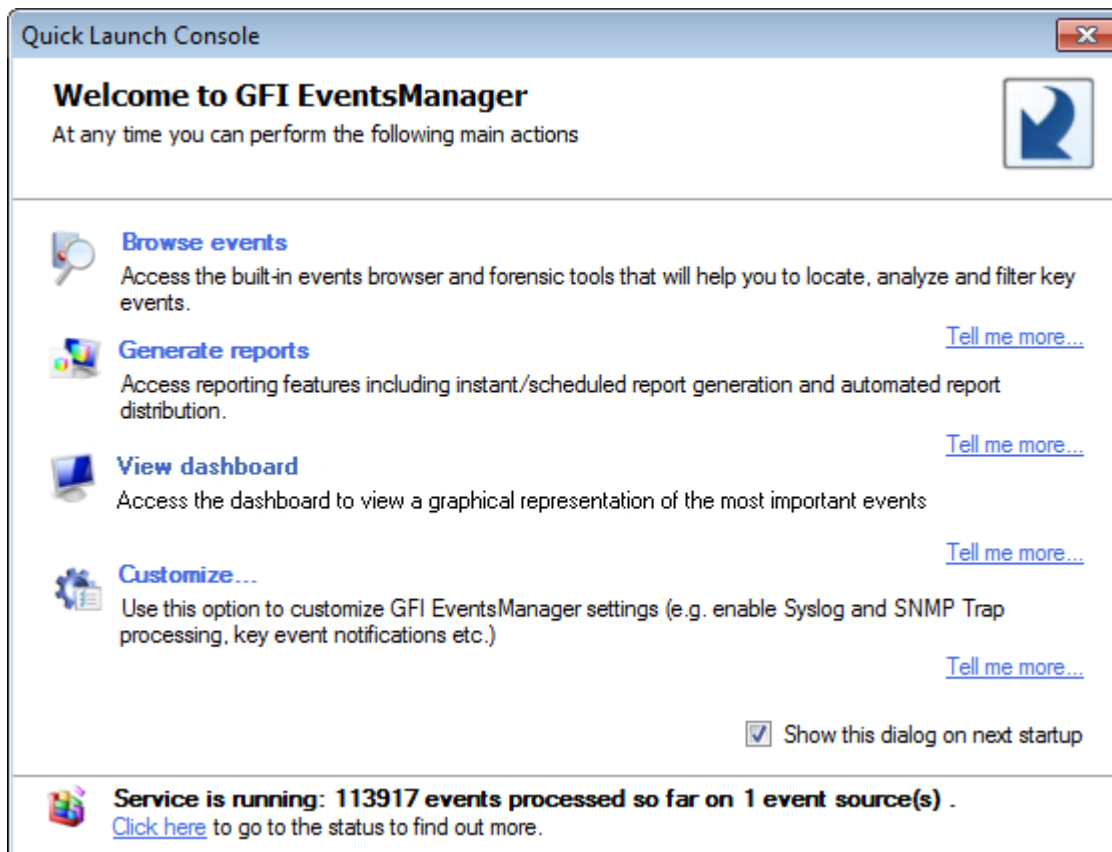 Quick Launch Console
Welcome to GFI EventsManager
At any time you can perform the following main actions
Browse events
Access the built-in events browser and forensic tools that will help you to locate, analyze and filter key
events.
Tell me more...
Generate reports
Access reporting features including instant/scheduled report generation and automated report
distribution.
Tell me more...
View dashboard
Access the dashboard to view a graphical representation of the most important events
Tell me more...
Customize...
Use this option to customize GFI EventsManager settings (e.g. enable Syslog and SNMP Trap
processing, key event notifications etc.)
Tell me more...
Show this dialog on next startup
Service is running: 113917 events processed so far on 1 event source(s) .
Click here to go to the status to find out more.